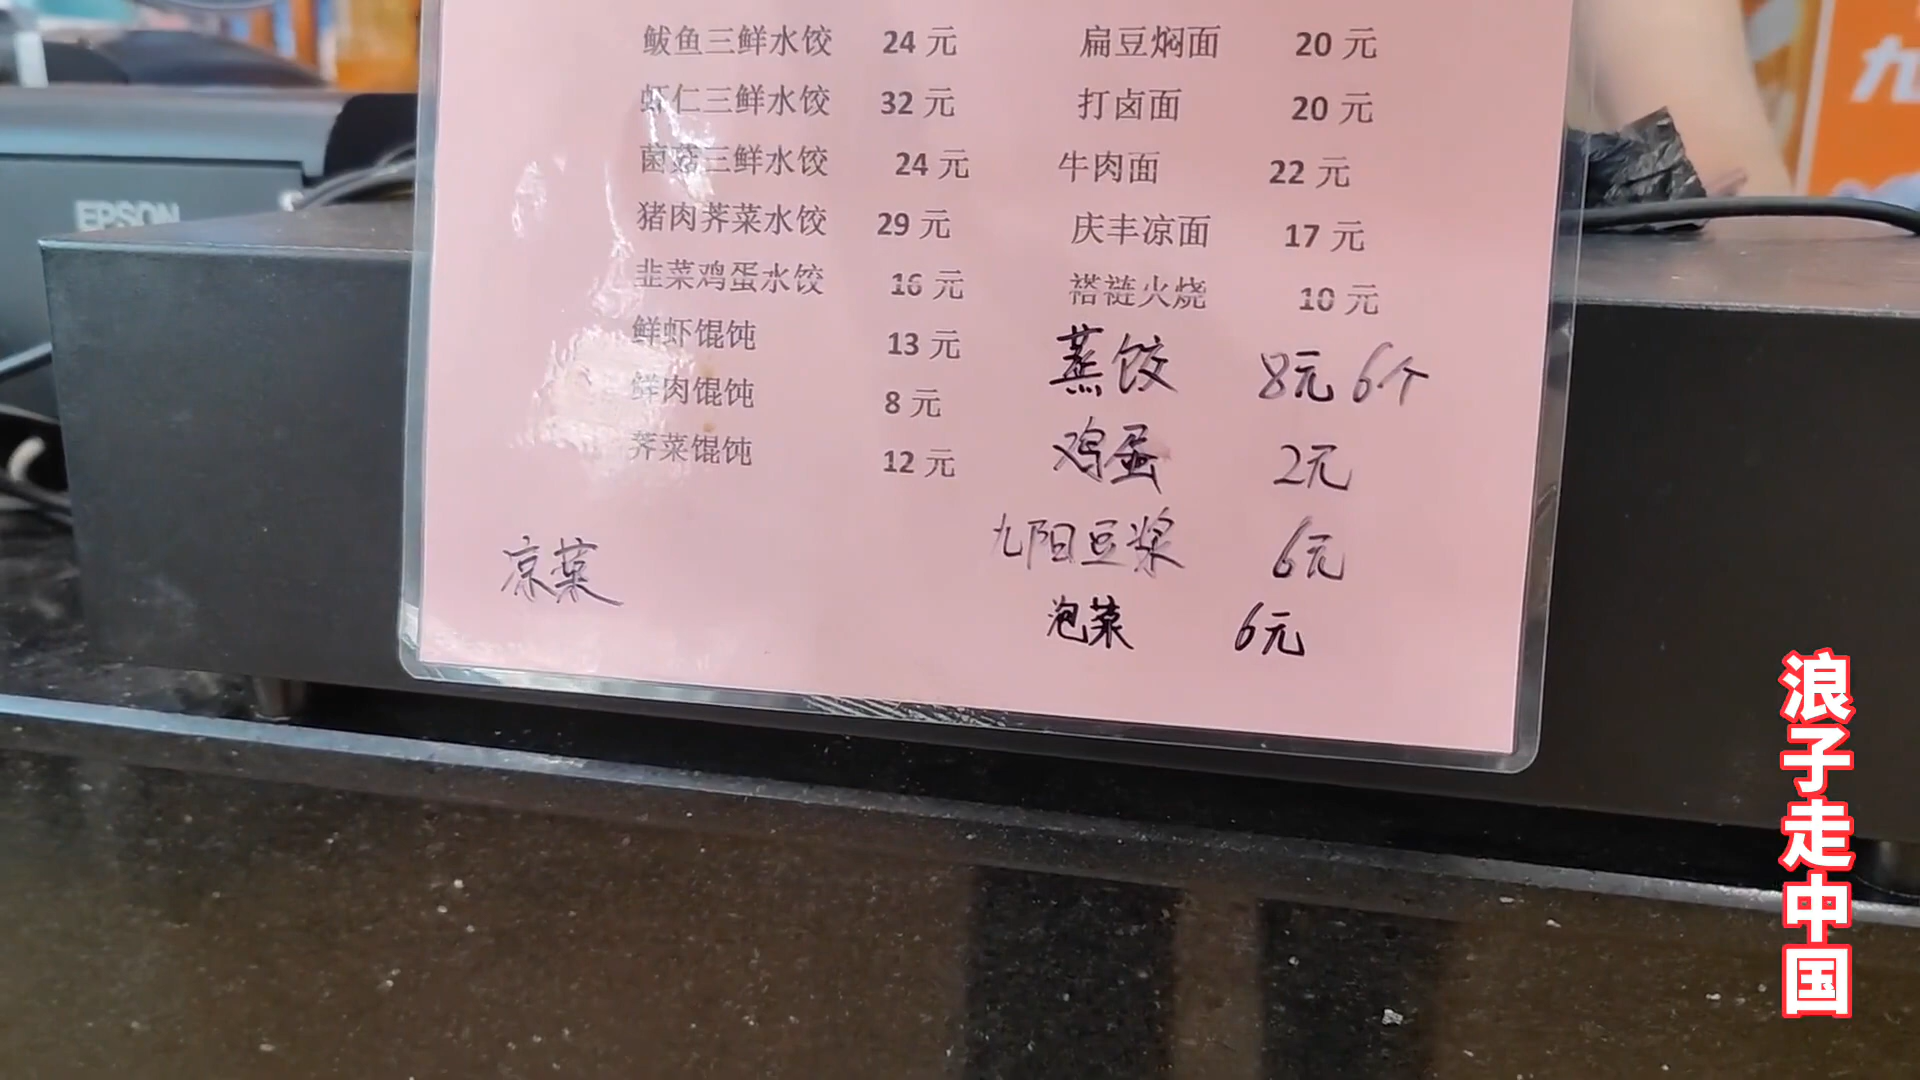 鲅鱼三鲜水饺 24 元
虾仁三鲜水饺 32 元
菌菇三鲜水饺 24 元
猪肉荠菜水饺 29 元
韭菜鸡蛋水饺 16 元
鲜虾馄饨 13 元
鲜肉馄饨 8 元
荠菜馄饨 12 元
凉菜
扁豆焖面 20 元
打卤面 20 元
牛肉面 22 元
庆丰凉面 17 元
褡裢火烧 10 元
蒸饺 8元6个
鸡蛋 2元
九阳豆浆 6元
泡菜 6元
EPSON
九
浪子走中国